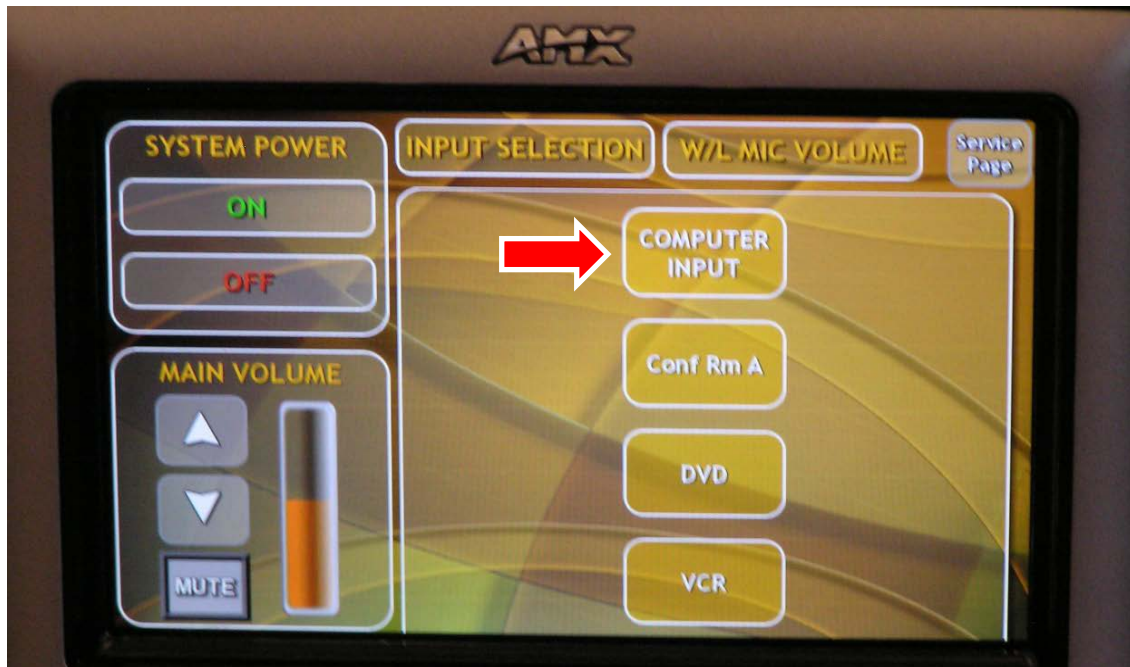 AMX
SYSTEM POWER
ON
OFF
INPUT SELECTION
W/L MIC VOLUME
Service
Page
COMPUTER
INPUT
Conf Rm A
DVD
VCR
MAIN VOLUME
MUTE